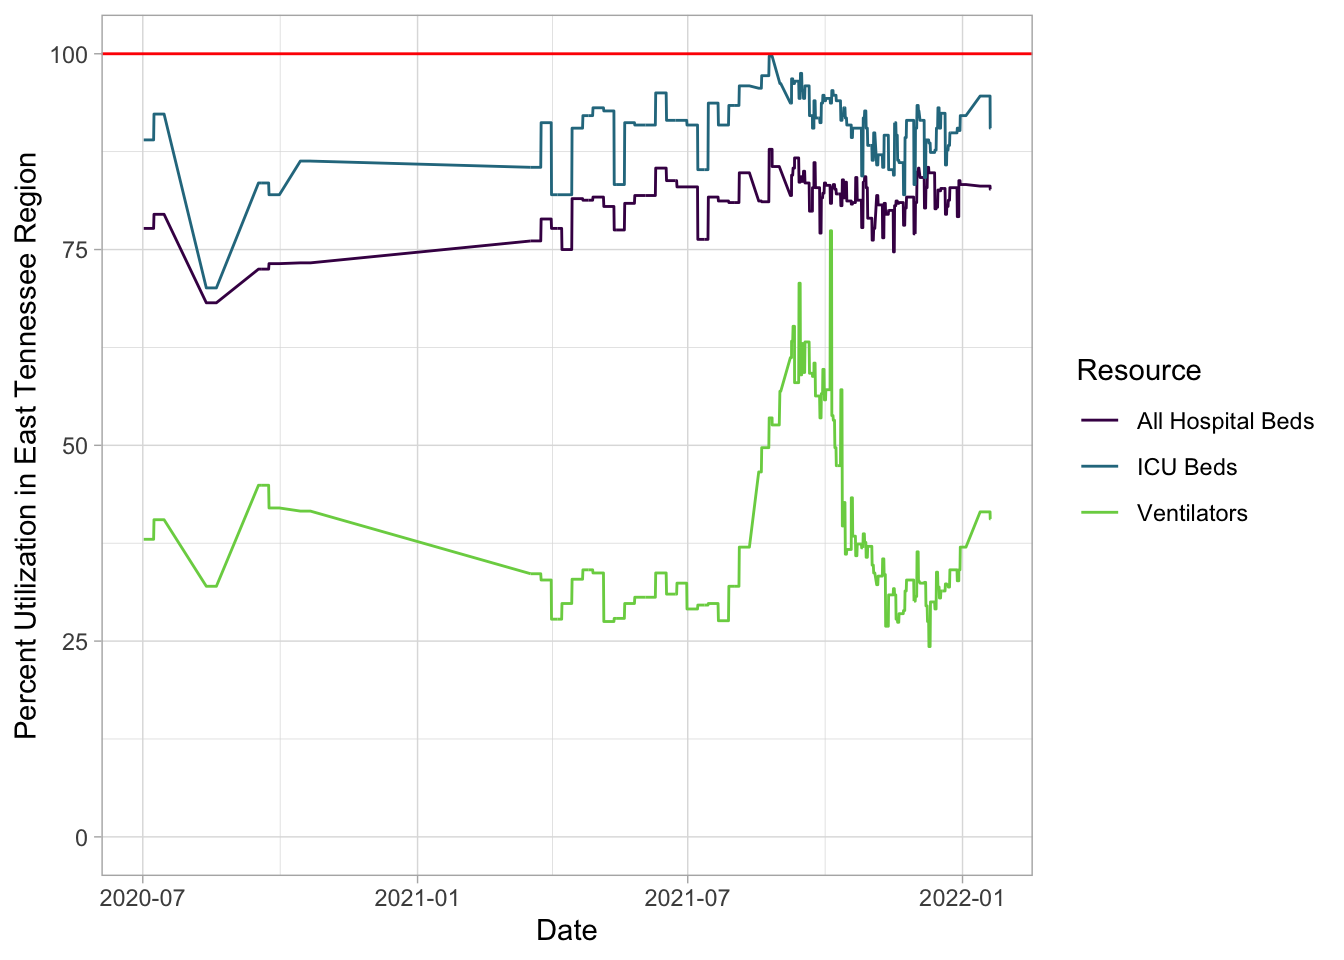 Percent Utilization in East Tennessee Region
100
75
50
25
0
2020-07
2021-01
2021-07
2022-01
Date
Resource
All Hospital Beds
ICU Beds
Ventilators